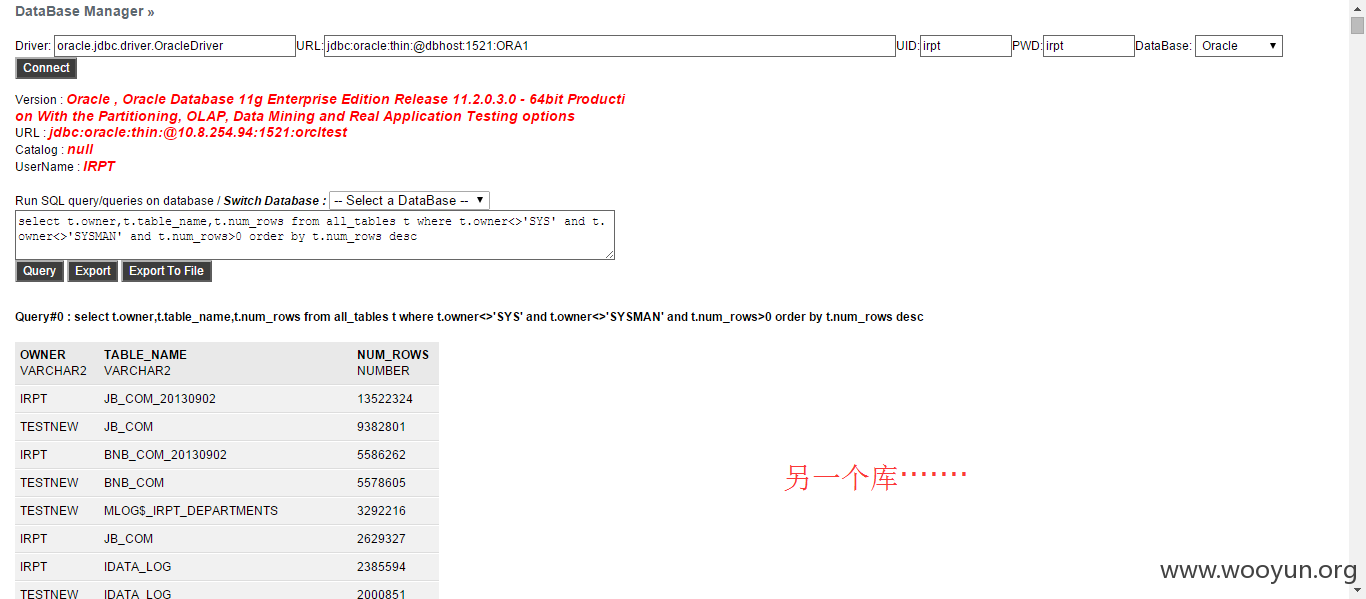 DataBase Manager »
Driver: oracle.jdbc.driver.OracleDriver URL: jdbc:oracle:thin:@dbhost:1521:ORA1 UID: irpt PWD: irpt DataBase: Oracle
Connect
Version : Oracle , Oracle Database 11g Enterprise Edition Release 11.2.0.3.0 - 64bit Producti
on With the Partitioning, OLAP, Data Mining and Real Application Testing options
URL : jdbc:oracle:thin:@10.8.254.94:1521:orcltest
Catalog : null
UserName : IRPT
Run SQL query/queries on database / Switch Database : -- Select a DataBase --
select t.owner,t.table_name,t.num_rows from all_tables t where t.owner<>'SYS' and t.
owner<>'SYSMAN' and t.num_rows>0 order by t.num_rows desc
Query Export Export To File
Query#0 : select t.owner,t.table_name,t.num_rows from all_tables t where t.owner<>'SYS' and t.owner<>'SYSMAN' and t.num_rows>0 order by t.num_rows desc
OWNER TABLE_NAME NUM_ROWS
VARCHAR2 VARCHAR2 NUMBER
IRPT JB_COM_20130902 13522324
TESTNEW JB_COM 9382801
IRPT BNB_COM_20130902 5586262
TESTNEW BNB_COM 5578605
TESTNEW MLOG$_IRPT_DEPARTMENTS 3292216
IRPT JB_COM 2629327
IRPT IDATA_LOG 2385594
TESTNEW IDATA_LOG 2000851
另一个库·······
www.wooyun.org